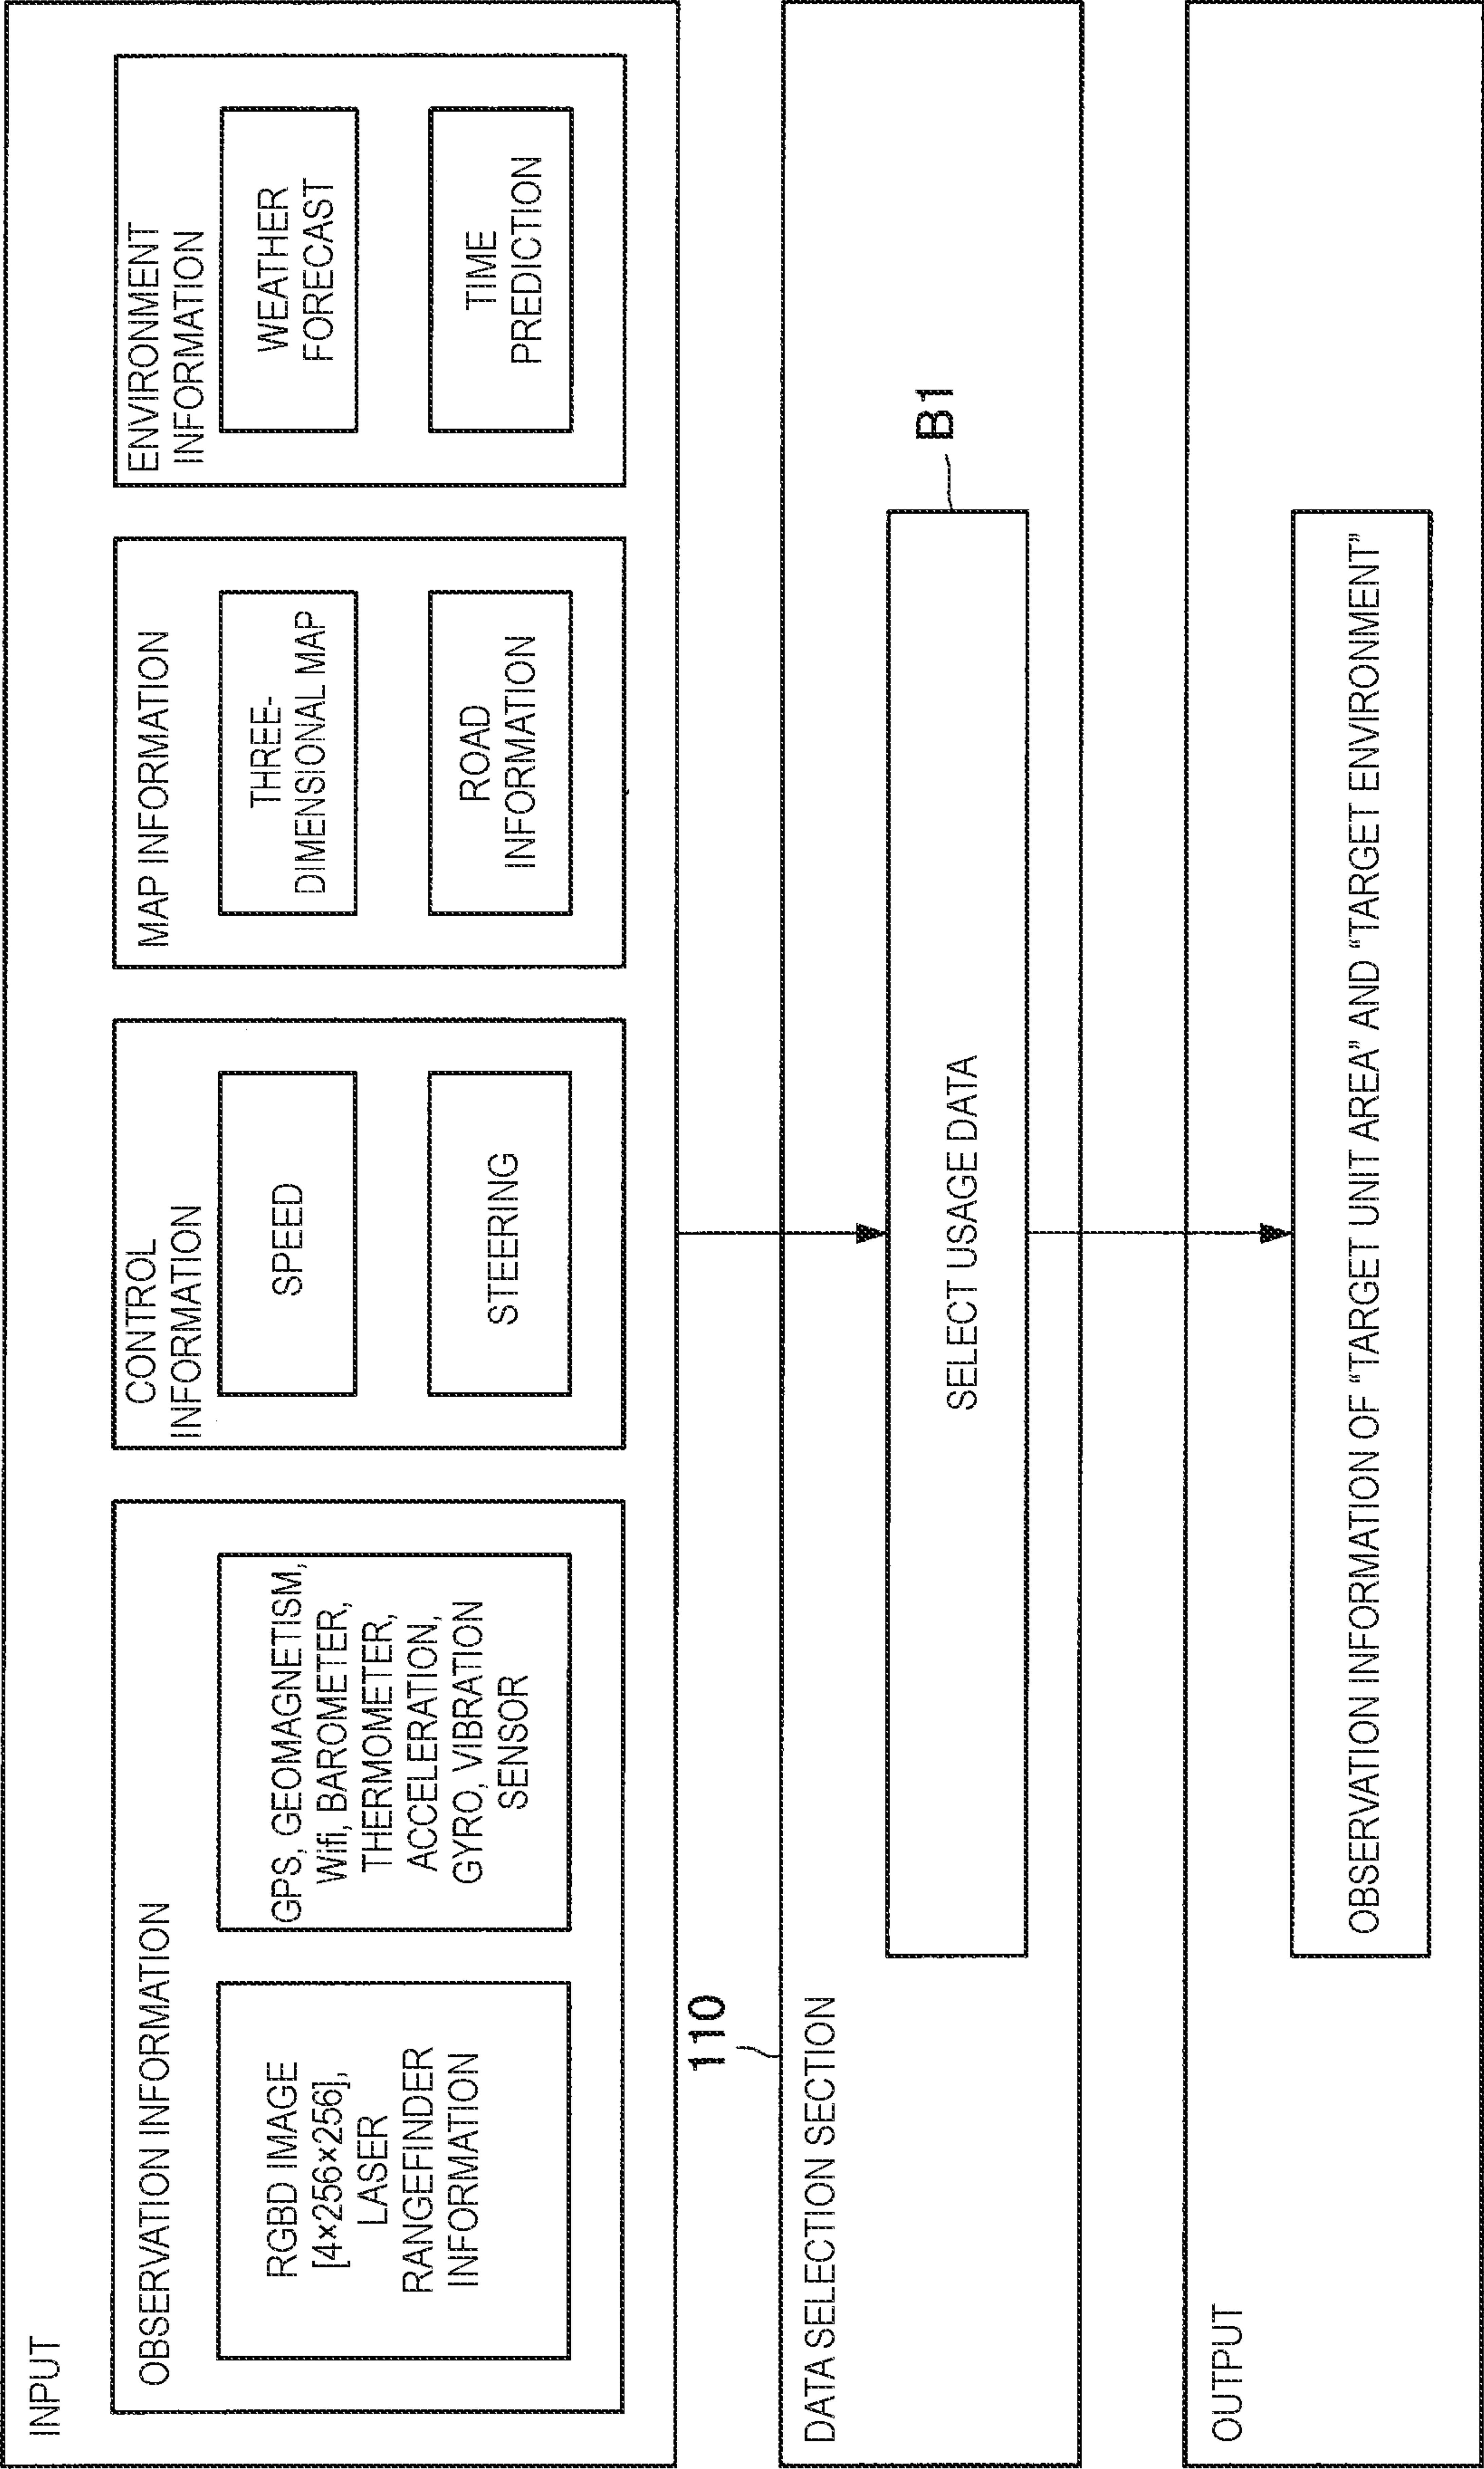 INPUT
OBSERVATION INFORMATION
RGBD IMAGE
[4×256×256],
LASER
RANGEFINDER
INFORMATION
GPS, GEOMAGNETISM,
Wifi, BAROMETER,
THERMOMETER,
ACCELERATION,
GYRO, VIBRATION
SENSOR
CONTROL
INFORMATION
SPEED
STEERING
MAP INFORMATION
THREE-
DIMENSIONAL MAP
ROAD
INFORMATION
ENVIRONMENT
INFORMATION
WEATHER
FORECAST
TIME
PREDICTION
110
DATA SELECTION SECTION
SELECT USAGE DATA
B1
OUTPUT
OBSERVATION INFORMATION OF “TARGET UNIT AREA” AND “TARGET ENVIRONMENT”